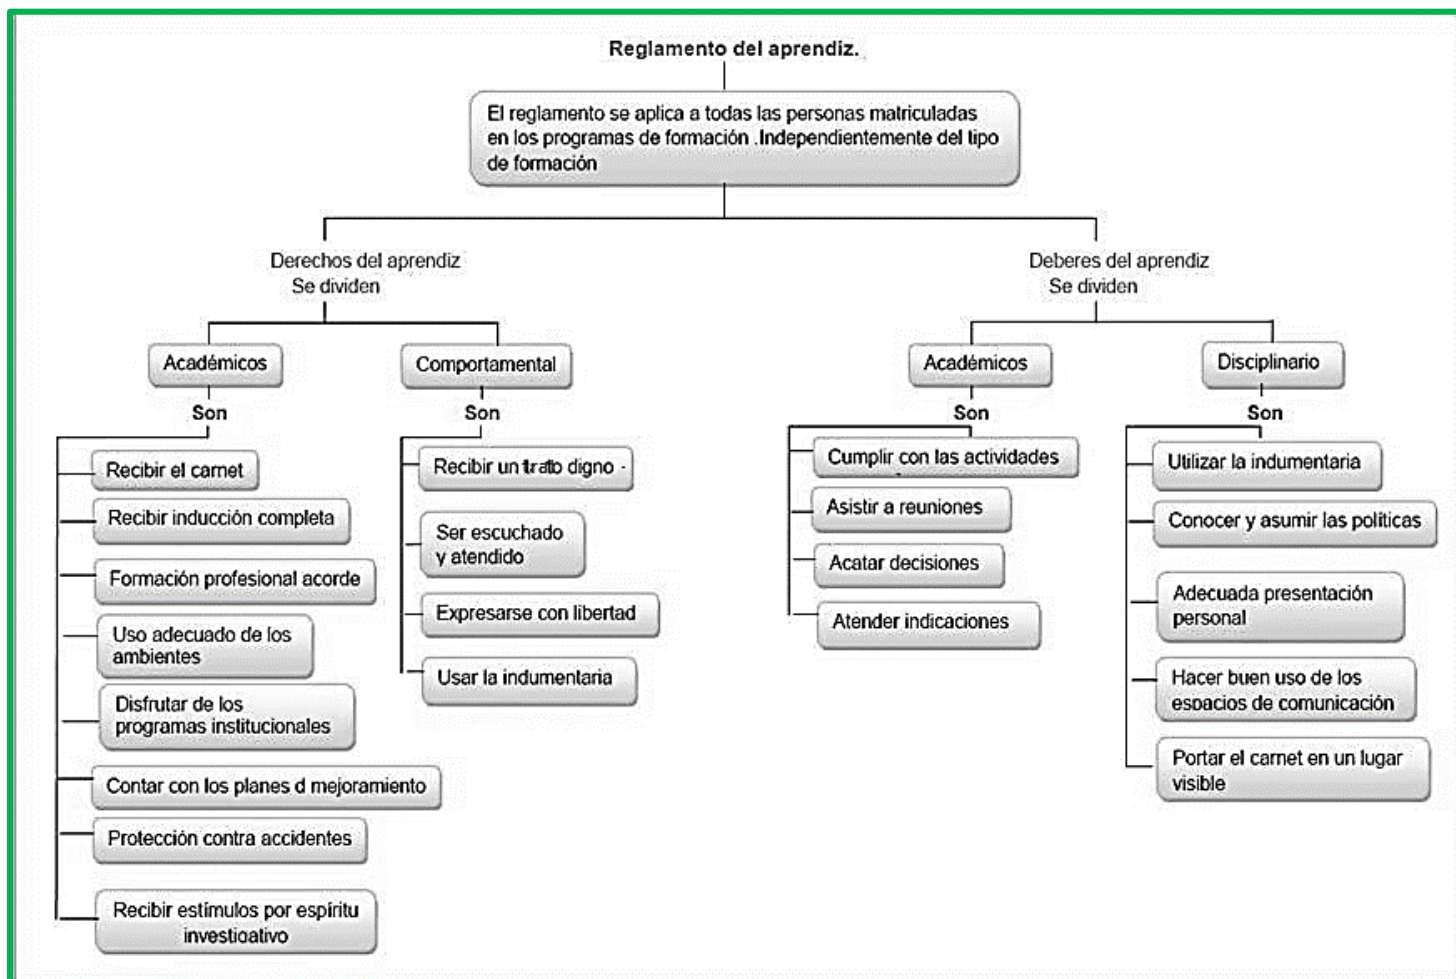 Reglamento del aprendiz.
El reglamento se aplica a todas las personas matriculadas
en los programas de formación .Independientemente del tipo
de formación
Derechos del aprendiz
Se dividen
Académicos
Son
Recibir el carnet
Recibir inducción completa
Formación profesional acorde
Uso adecuado de los
ambientes
Disfrutar de los
programas institucionales
Contar con los planes d mejoramiento
Protección contra accidentes
Recibir estímulos por espíritu
investigativo
Comportamental
Son
Recibir un tratto digno -
Ser escuchado
y atendido
Expresarse con libertad
Usar la indumentaria
Deberes del aprendiz
Se dividen
Académicos
Son
Cumplir con las actividades
Asistir a reuniones
Acatar decisiones
Atender indicaciones
Disciplinario
Son
Utilizar la indumentaria
Conocer y asumir las políticas
Adecuada presentación
personal
Hacer buen uso de los
espacios de comunicación
Portar el carnet en un lugar
visible